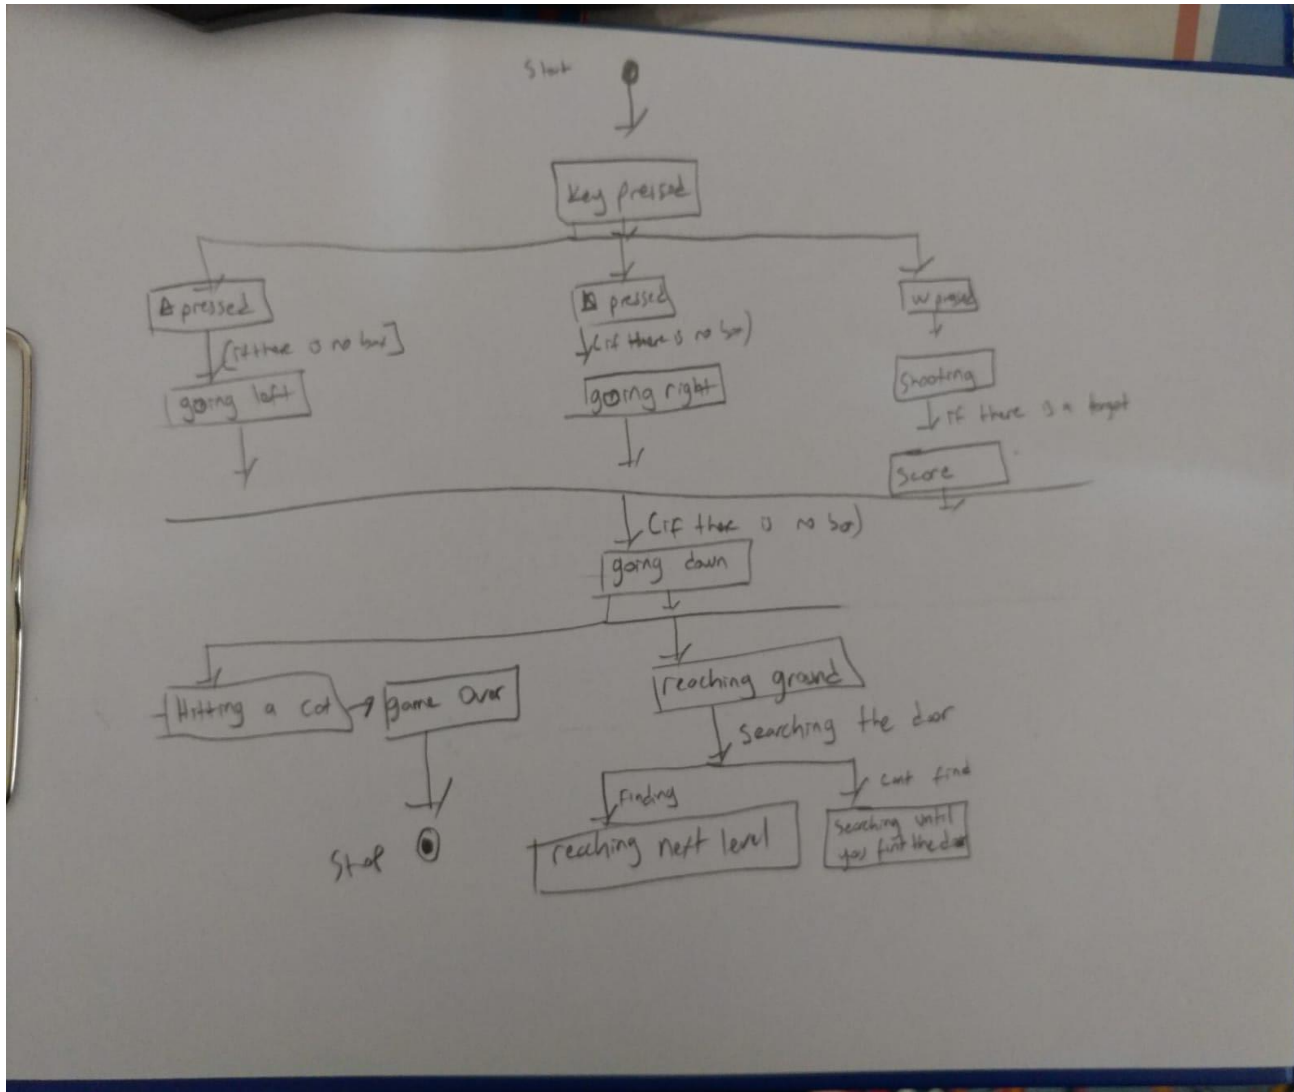 Start
Key pressed
A pressed
D pressed
w pressed
[if there is no box]
(if there is no box)
going left
going right
Shooting
if there is a target
Score
(if there is no box)
going down
Hitting a cat
game Over
reaching ground
Searching the door
Finding
cant find
reaching next level
Searching until
you the door
Stop